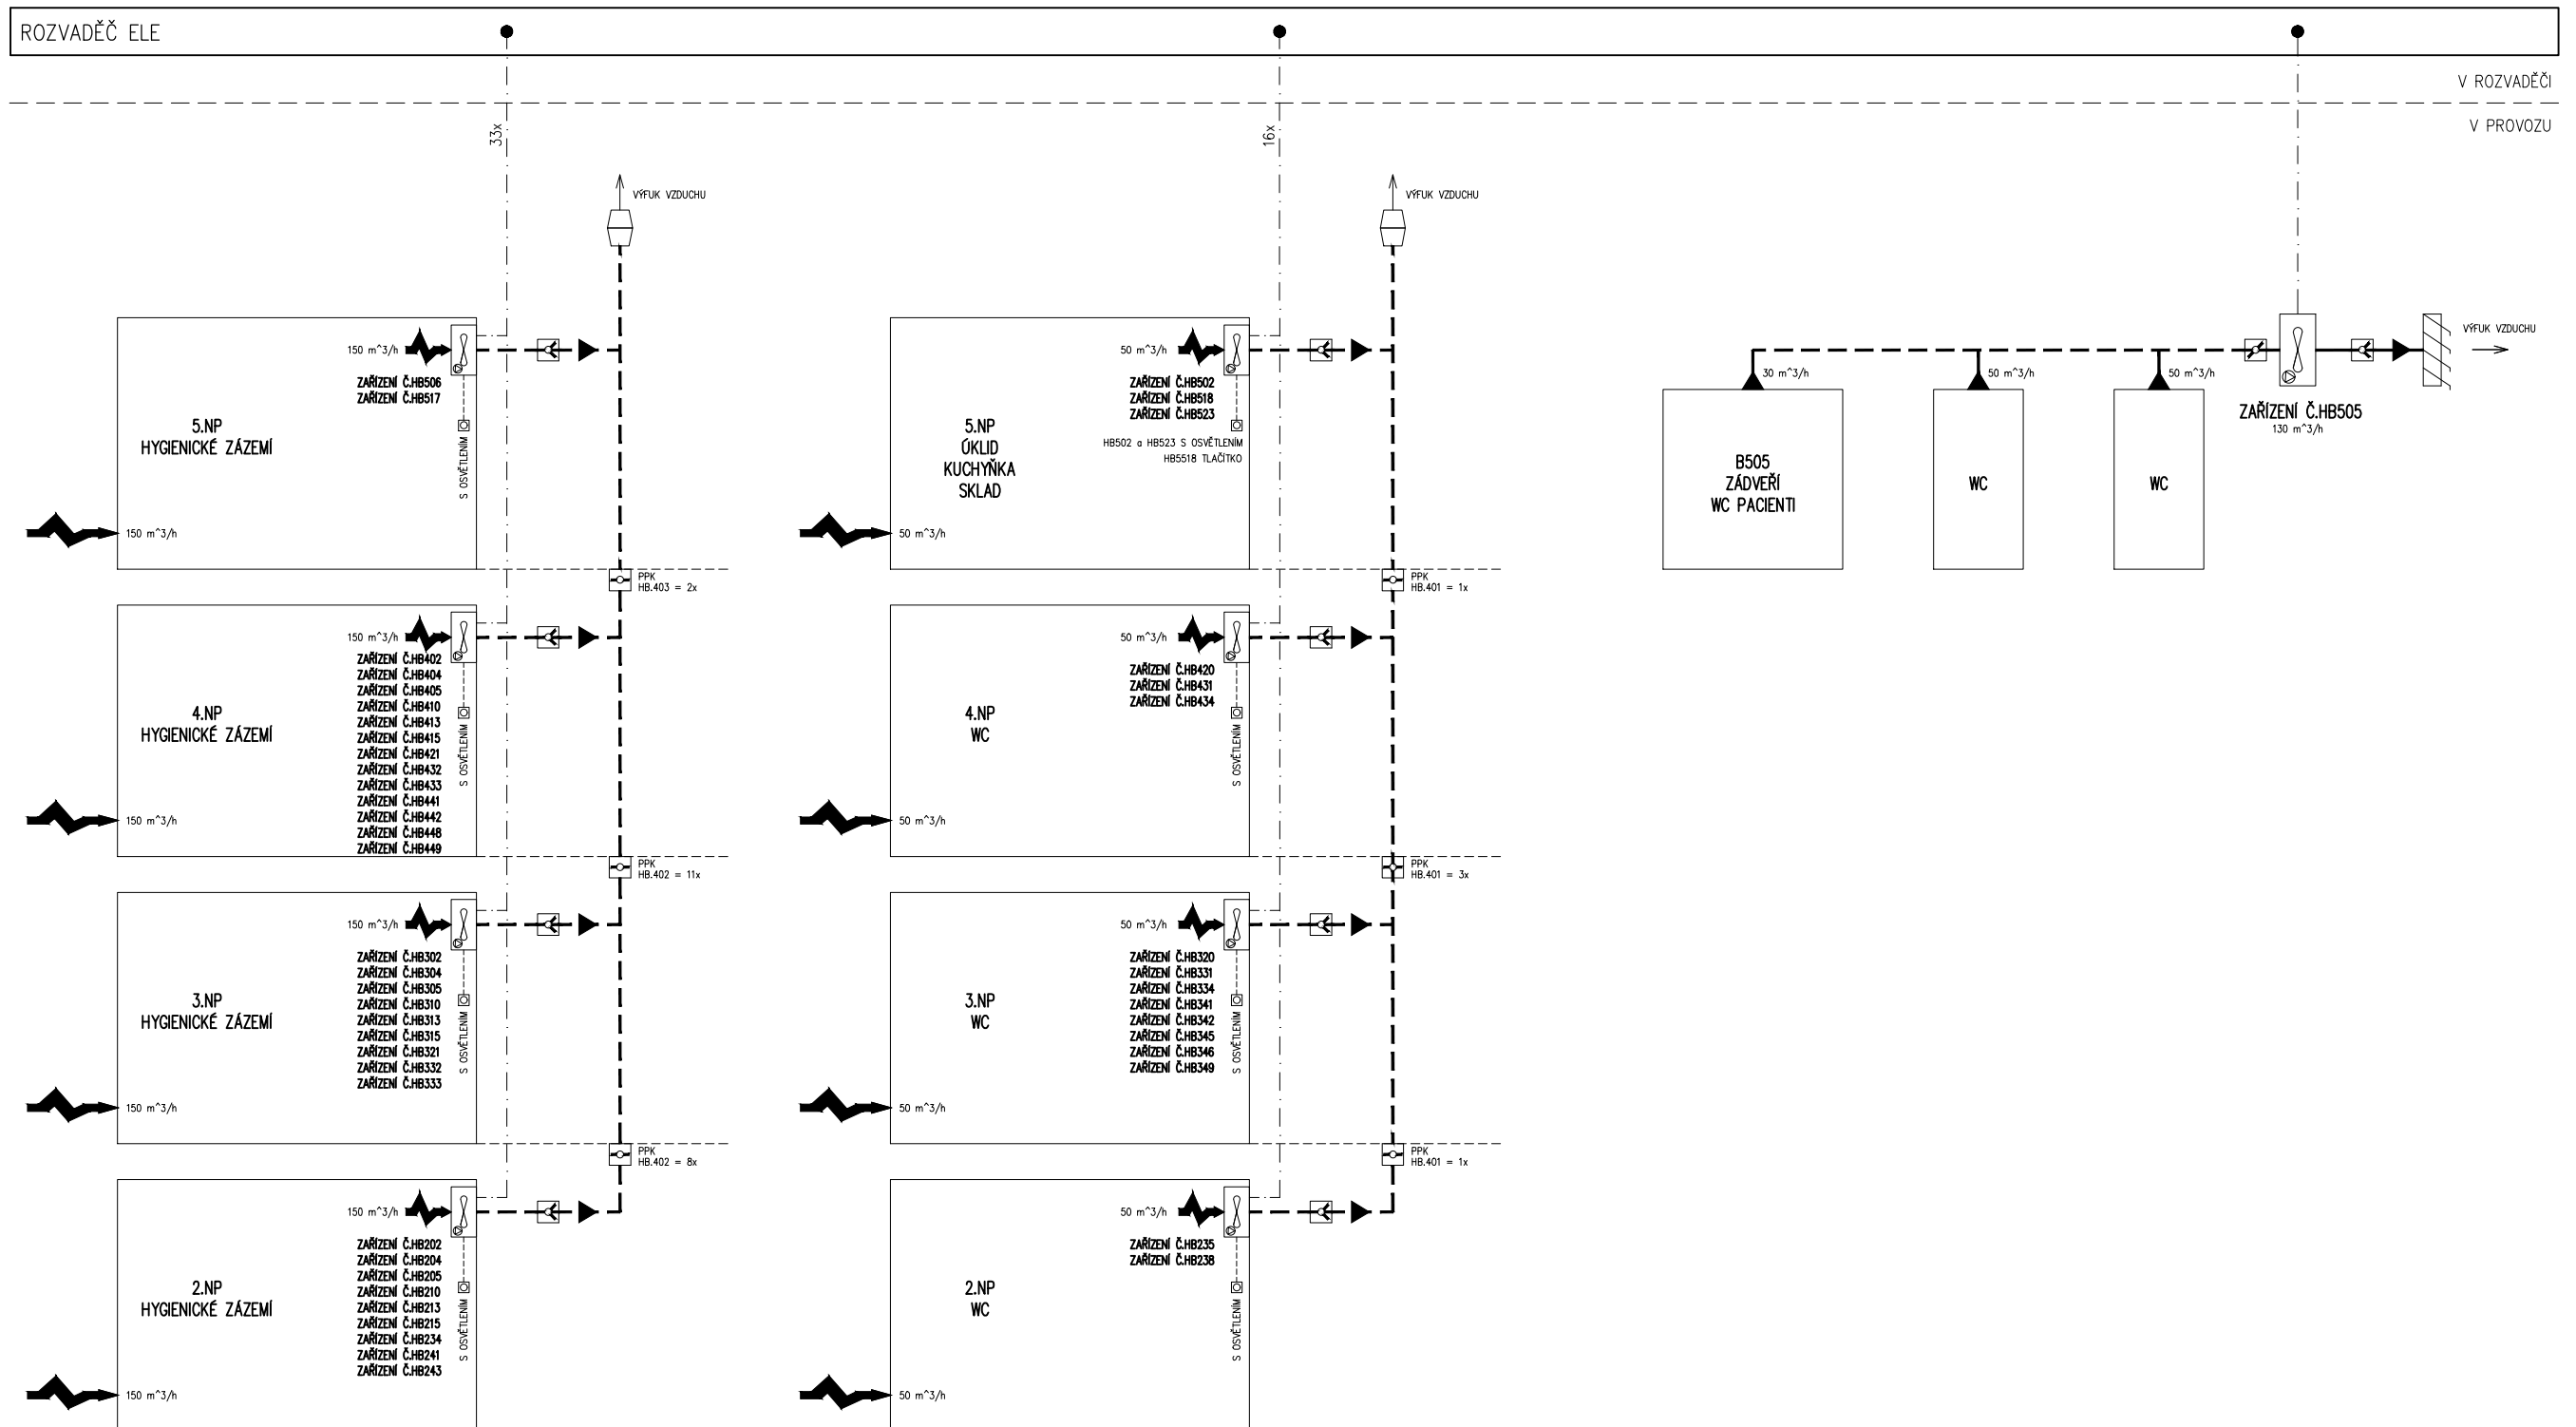 ROZVADĚČ ELE
V ROZVADĚČI
V PROVOZU
33x
VÝFUK VZDUCHU
150 m^3/h
ZAŘÍZENÍ Č.HB506
ZAŘÍZENÍ Č.HB517
5.NP
HYGIENICKÉ ZÁZEMÍ
S OSVĚTLENÍM
150 m^3/h
PPK
HB.403 = 2x
150 m^3/h
ZAŘÍZENÍ Č.HB402
ZAŘÍZENÍ Č.HB404
ZAŘÍZENÍ Č.HB405
ZAŘÍZENÍ Č.HB410
ZAŘÍZENÍ Č.HB413
ZAŘÍZENÍ Č.HB415
ZAŘÍZENÍ Č.HB421
ZAŘÍZENÍ Č.HB432
ZAŘÍZENÍ Č.HB433
ZAŘÍZENÍ Č.HB441
ZAŘÍZENÍ Č.HB442
ZAŘÍZENÍ Č.HB448
ZAŘÍZENÍ Č.HB449
4.NP
HYGIENICKÉ ZÁZEMÍ
S OSVĚTLENÍM
150 m^3/h
PPK
HB.402 = 11x
150 m^3/h
ZAŘÍZENÍ Č.HB302
ZAŘÍZENÍ Č.HB304
ZAŘÍZENÍ Č.HB305
ZAŘÍZENÍ Č.HB310
ZAŘÍZENÍ Č.HB313
ZAŘÍZENÍ Č.HB315
ZAŘÍZENÍ Č.HB321
ZAŘÍZENÍ Č.HB332
ZAŘÍZENÍ Č.HB333
3.NP
HYGIENICKÉ ZÁZEMÍ
S OSVĚTLENÍM
150 m^3/h
PPK
HB.402 = 8x
150 m^3/h
ZAŘÍZENÍ Č.HB202
ZAŘÍZENÍ Č.HB204
ZAŘÍZENÍ Č.HB205
ZAŘÍZENÍ Č.HB210
ZAŘÍZENÍ Č.HB213
ZAŘÍZENÍ Č.HB215
ZAŘÍZENÍ Č.HB234
ZAŘÍZENÍ Č.HB241
ZAŘÍZENÍ Č.HB243
2.NP
HYGIENICKÉ ZÁZEMÍ
S OSVĚTLENÍM
150 m^3/h
16x
VÝFUK VZDUCHU
50 m^3/h
ZAŘÍZENÍ Č.HB502
ZAŘÍZENÍ Č.HB518
ZAŘÍZENÍ Č.HB523
HB502 a HB523 S OSVĚTLENÍM
HB5518 TLAČÍTKO
5.NP
ÚKLID
KUCHYŇKA
SKLAD
50 m^3/h
PPK
HB.401 = 1x
50 m^3/h
ZAŘÍZENÍ Č.HB420
ZAŘÍZENÍ Č.HB431
ZAŘÍZENÍ Č.HB434
4.NP
WC
S OSVĚTLENÍM
50 m^3/h
PPK
HB.401 = 3x
50 m^3/h
ZAŘÍZENÍ Č.HB320
ZAŘÍZENÍ Č.HB331
ZAŘÍZENÍ Č.HB334
ZAŘÍZENÍ Č.HB341
ZAŘÍZENÍ Č.HB342
ZAŘÍZENÍ Č.HB345
ZAŘÍZENÍ Č.HB346
ZAŘÍZENÍ Č.HB349
3.NP
WC
S OSVĚTLENÍM
50 m^3/h
PPK
HB.401 = 1x
50 m^3/h
ZAŘÍZENÍ Č.HB235
ZAŘÍZENÍ Č.HB238
2.NP
WC
S OSVĚTLENÍM
50 m^3/h
VÝFUK VZDUCHU
30 m^3/h
50 m^3/h
50 m^3/h
ZAŘÍZENÍ Č.HB505
130 m^3/h
B505
ZÁDVEŘÍ
WC PACIENTI
WC
WC